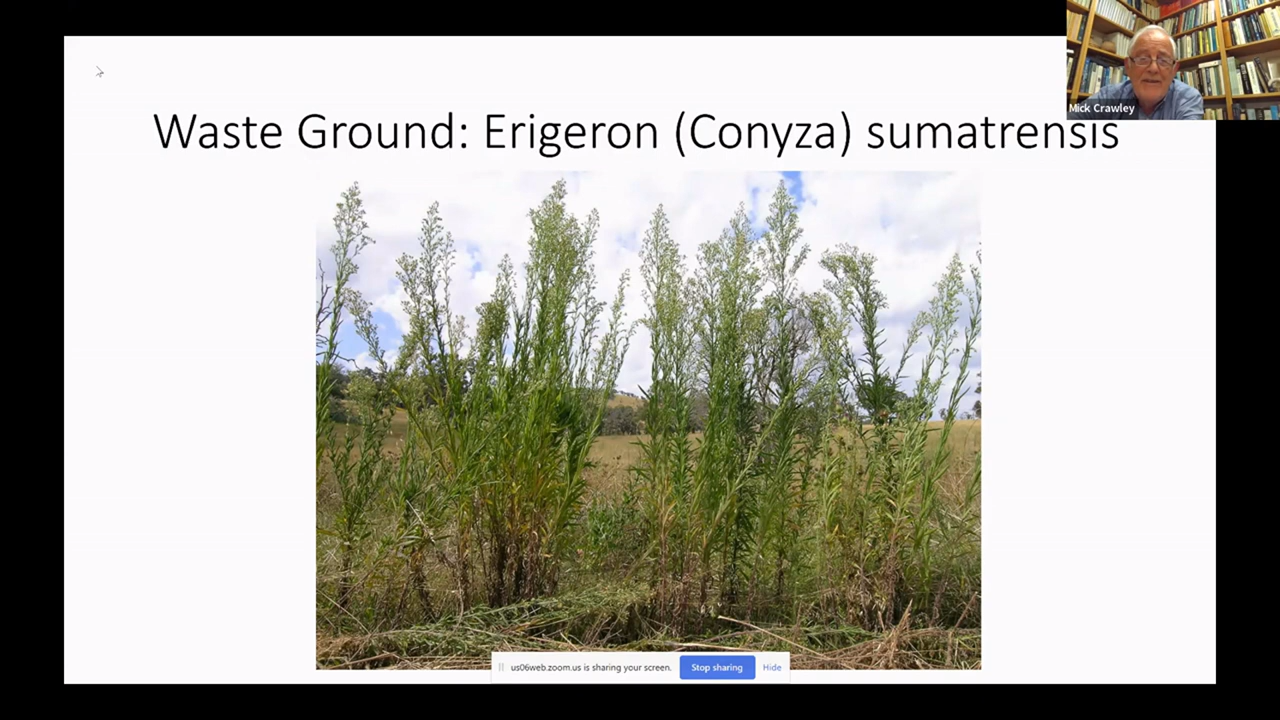 Mick Crawley
Waste Ground: Erigeron (Conyza) sumatrensis
us06web.zoom.us is sharing your screen. Stop sharing Hide